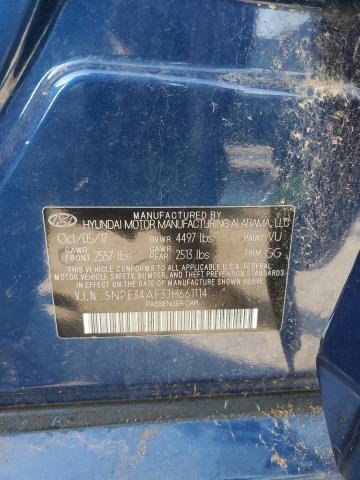 MANUFACTURED BY
HYUNDAI MOTOR MANUFACTURING ALABAMA, LLC
Oct/05/17 GVWR 4497 lbs PAINT VU
GAWR FRONT 2557 lbs GAWR REAR 2513 lbs TRIM GG
THIS VEHICLE CONFORMS TO ALL APPLICABLE U.S.A. FEDERAL
MOTOR VEHICLE SAFETY, BUMPER, AND THEFT PREVENTION
STANDARDS IN EFFECT ON THE
DATE OF MANUFACTURE SHOWN ABOVE.
V.I.N 5NPE34AF3JH661114
PASSENGER CAR